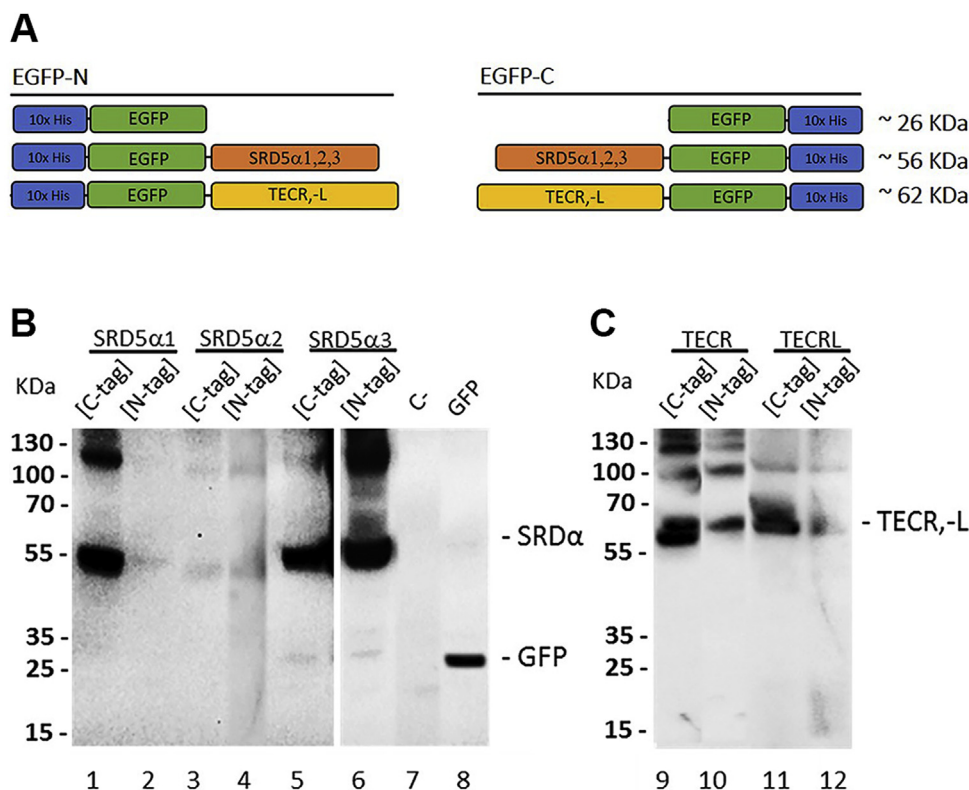 A
EGFP-N
EGFP-C
10x His EGFP
EGFP 10x His ~ 26 KDa
10x His EGFP SRD5α1,2,3
SRD5α1,2,3 EGFP 10x His ~ 56 KDa
10x His EGFP TECR,-L
TECR,-L EGFP 10x His ~ 62 KDa
B
SRD5α1 SRD5α2 SRD5α3
KDa
[C-tag] [N-tag] [C-tag] [N-tag] [C-tag] [N-tag] C- GFP
130 -
100 -
70 -
55 -
35 -
25 -
15 -
- SRDα
- GFP
1 2 3 4 5 6 7 8
C
TECR TECRL
KDa
[C-tag] [N-tag] [C-tag] [N-tag]
130 -
100 -
70 -
55 -
35 -
25 -
15 -
- TECR,-L
9 10 11 12